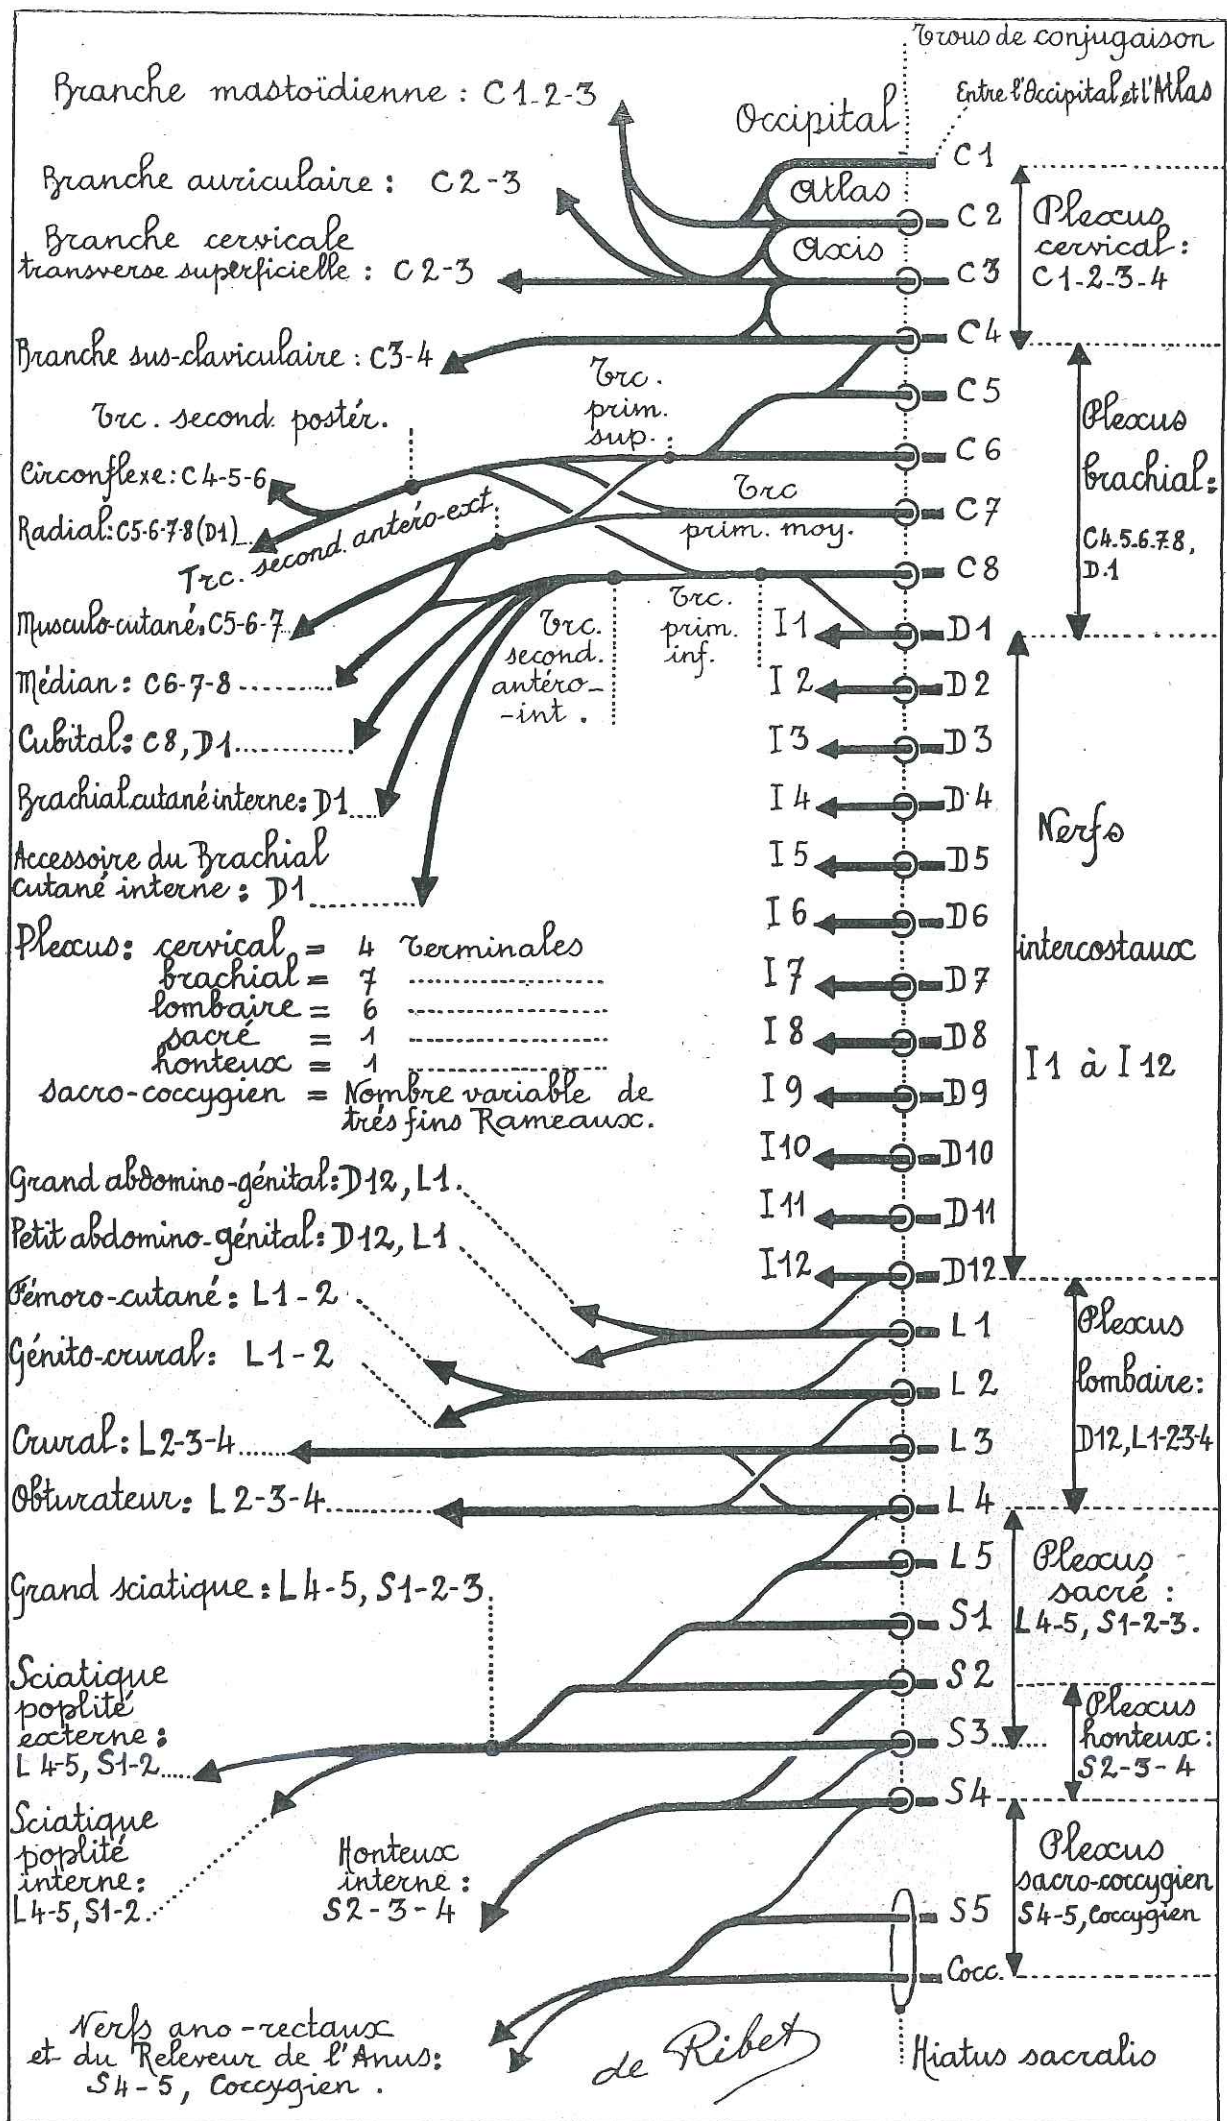 Trous de conjugaison
Entre l'Occipital et l'Atlas
Branche mastoïdienne : C1-2-3
Occipital
C1
Branche auriculaire : C2-3
Atlas
C2
Plexus
cervical :
C1-2-3-4
Branche cervicale
transverse superficielle : C2-3
Axis
C3
C4
Branche sus-claviculaire : C3-4
Trc.
prim.
sup.
C5
Plexus
brachial :
C4.5.6.7.8,
D.1
Trc. second. postér.
C6
Circonflexe : C4-5-6
Trc
prim. moy.
C7
Radial : C5-6-7-8 (D1)
Trc. second. antéro-ext
C8
Musculo-cutané : C5-6-7
Trc.
second.
antéro-
-int.
Trc.
prim.
inf.
I1
D1
Médian : C6-7-8
I2
D2
Cubital : C8, D1
I3
D3
Brachial cutané interne : D1
I4
D4
Nerfs
intercostaux
I1 à I12
Accessoire du Brachial
cutané interne : D1
I5
D5
I6
D6
Plexus : cervical = 4 Terminales
brachial = 7
lombaire = 6
sacré = 1
honteux = 1
sacro-coccygien = Nombre variable de
trés fins Rameaux.
I7
D7
I8
D8
I9
D9
I10
D10
Grand abdomino-génital : D12, L1
I11
D11
Petit abdomino-génital : D12, L1
I12
D12
Fémoro-cutané : L1-2
L1
Plexus
lombaire :
D12, L1-2-3-4
Génito-crural : L1-2
L2
Crural : L2-3-4
L3
Obturateur : L2-3-4
L4
L5
Plexus
sacré :
L4-5, S1-2-3.
Grand sciatique : L4-5, S1-2-3
S1
Sciatique
poplité
externe :
L4-5, S1-2
S2
Plexus
honteux :
S2-3-4
S3
S4
Sciatique
poplité
interne :
L4-5, S1-2
Honteux
interne :
S2-3-4
Plexus
sacro-coccygien
S4-5, Coccygien
S5
Cocc.
Nerfs ano-rectaux
et du Releveur de l'Anus :
S4-5, Coccygien.
de Ribet
Hiatus sacralis